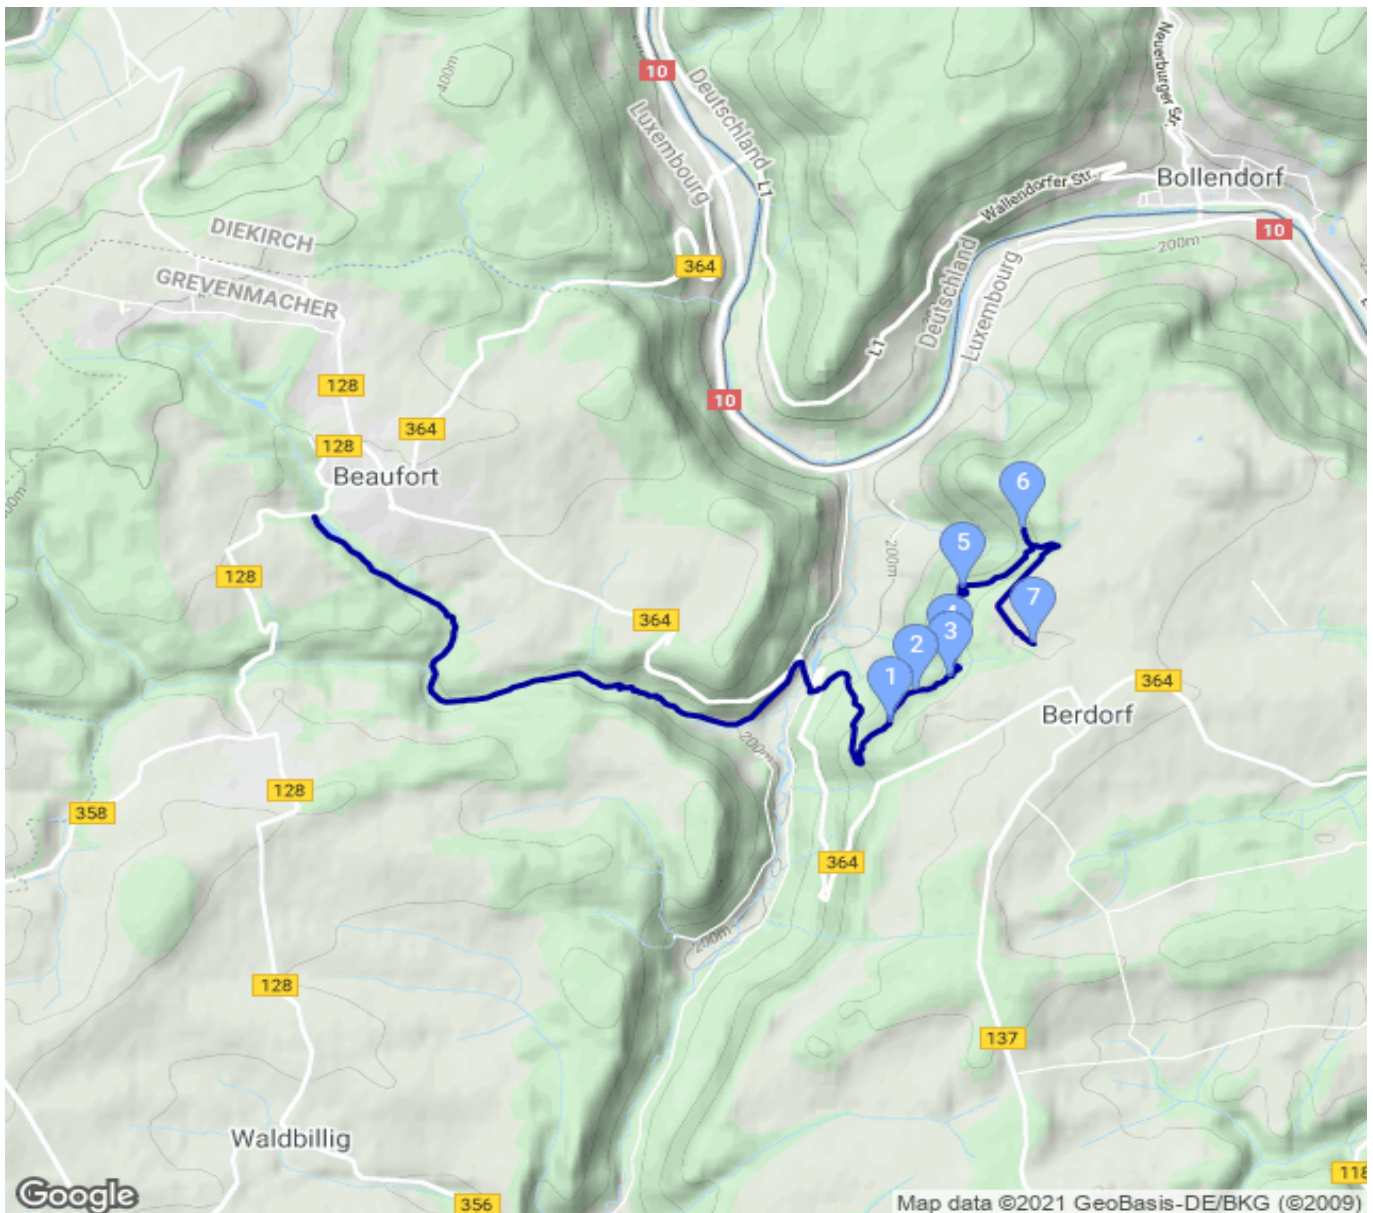 10
Neuerburger Str.
400m
Deutschland
Luxembourg
L1
Wallendorfer Str.
Bollendorf
DIEKIRCH
10
200m
364
GREVENMACHER
Deutschland
Luxembourg
L1
128
10
364
128
Beaufort
6
5
200m
128
7
364
3
2
1
364
Berdorf
200m
128
358
364
200m
128
137
Waldbillig
118
356
Google
Map data ©2021 GeoBasis-DE/BKG (©2009)